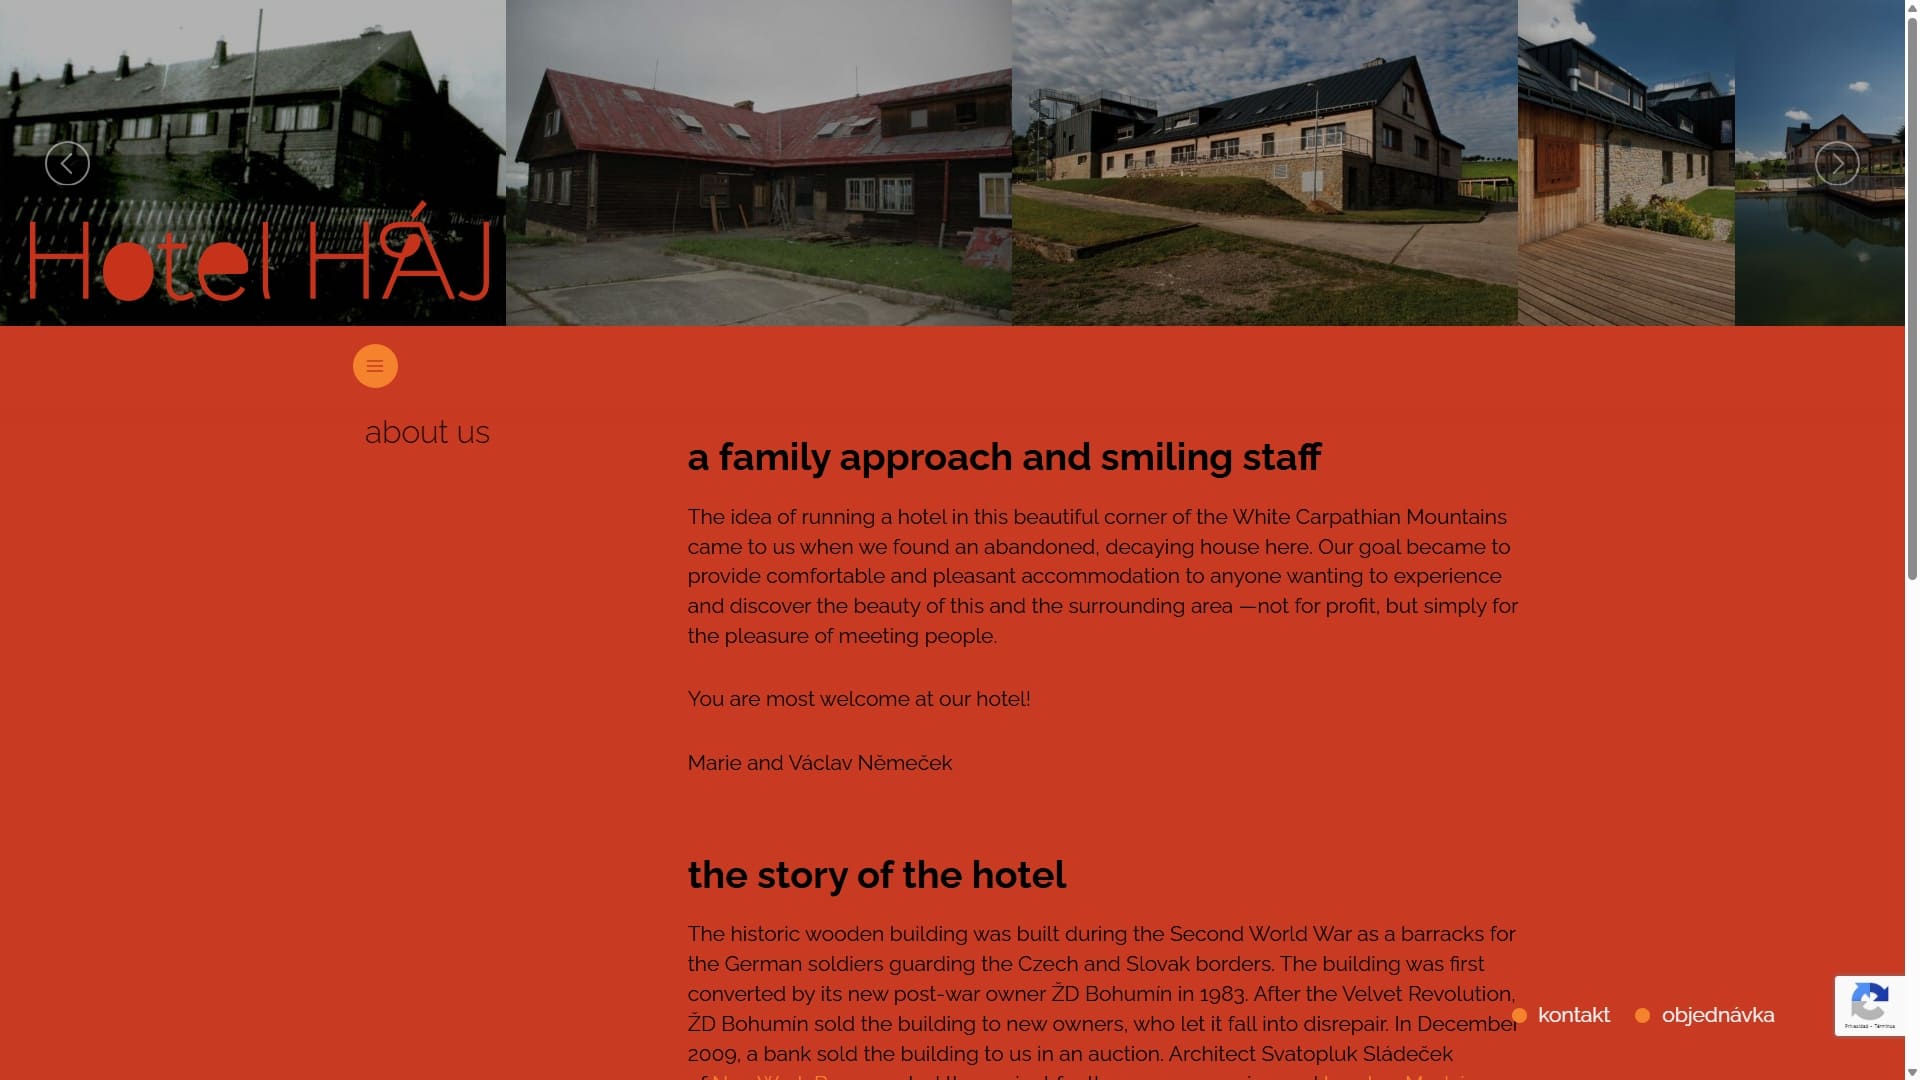 Hotel HÁJ
about us
a family approach and smiling staff
The idea of running a hotel in this beautiful corner of the White Carpathian Mountains
came to us when we found an abandoned, decaying house here. Our goal became to
provide comfortable and pleasant accommodation to anyone wanting to experience
and discover the beauty of this and the surrounding area —not for profit, but simply for
the pleasure of meeting people.
You are most welcome at our hotel!
Marie and Václav Němeček
the story of the hotel
The historic wooden building was built during the Second World War as a barracks for
the German soldiers guarding the Czech and Slovak borders. The building was first
converted by its new post-war owner ŽD Bohumín in 1983. After the Velvet Revolution,
ŽD Bohumín sold the building to new owners, who let it fall into disrepair. In December
2009, a bank sold the building to us in an auction. Architect Svatopluk Sládeček
kontakt
objednávka
Privacidad - Términos